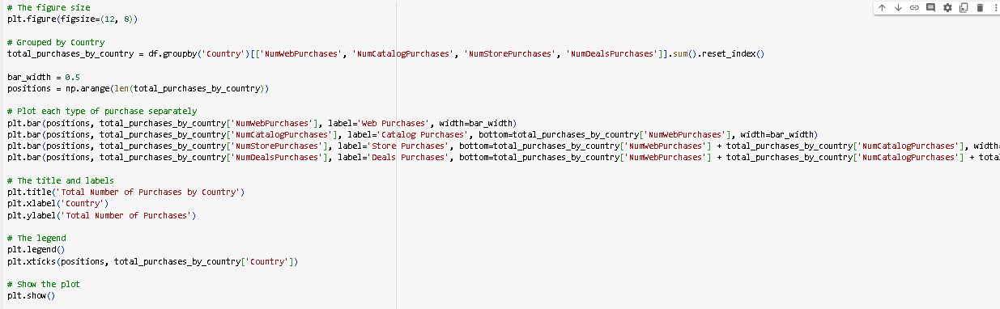 # The figure size
plt.figure(figsize=(12, 8))
# Grouped by Country
total_purchases_by_country = df.groupby('Country')[['NumWebPurchases', 'NumCatalogPurchases', 'NumStorePurchases', 'NumDealsPurchases']].sum().reset_index()
bar_width = 0.5
positions = np.arange(len(total_purchases_by_country))
# Plot each type of purchase separately
plt.bar(positions, total_purchases_by_country['NumWebPurchases'], label='Web Purchases', width=bar_width)
plt.bar(positions, total_purchases_by_country['NumCatalogPurchases'], label='Catalog Purchases', bottom=total_purchases_by_country['NumWebPurchases'], width=bar_width)
plt.bar(positions, total_purchases_by_country['NumStorePurchases'], label='Store Purchases', bottom=total_purchases_by_country['NumWebPurchases'] + total_purchases_by_country['NumCatalogPurchases'], width=
plt.bar(positions, total_purchases_by_country['NumDealsPurchases'], label='Deals Purchases', bottom=total_purchases_by_country['NumWebPurchases'] + total_purchases_by_country['NumCatalogPurchases'] + tota
# The title and labels
plt.title('Total Number of Purchases by Country')
plt.xlabel('Country')
plt.ylabel('Total Number of Purchases')
# The legend
plt.legend()
plt.xticks(positions, total_purchases_by_country['Country'])
# Show the plot
plt.show()